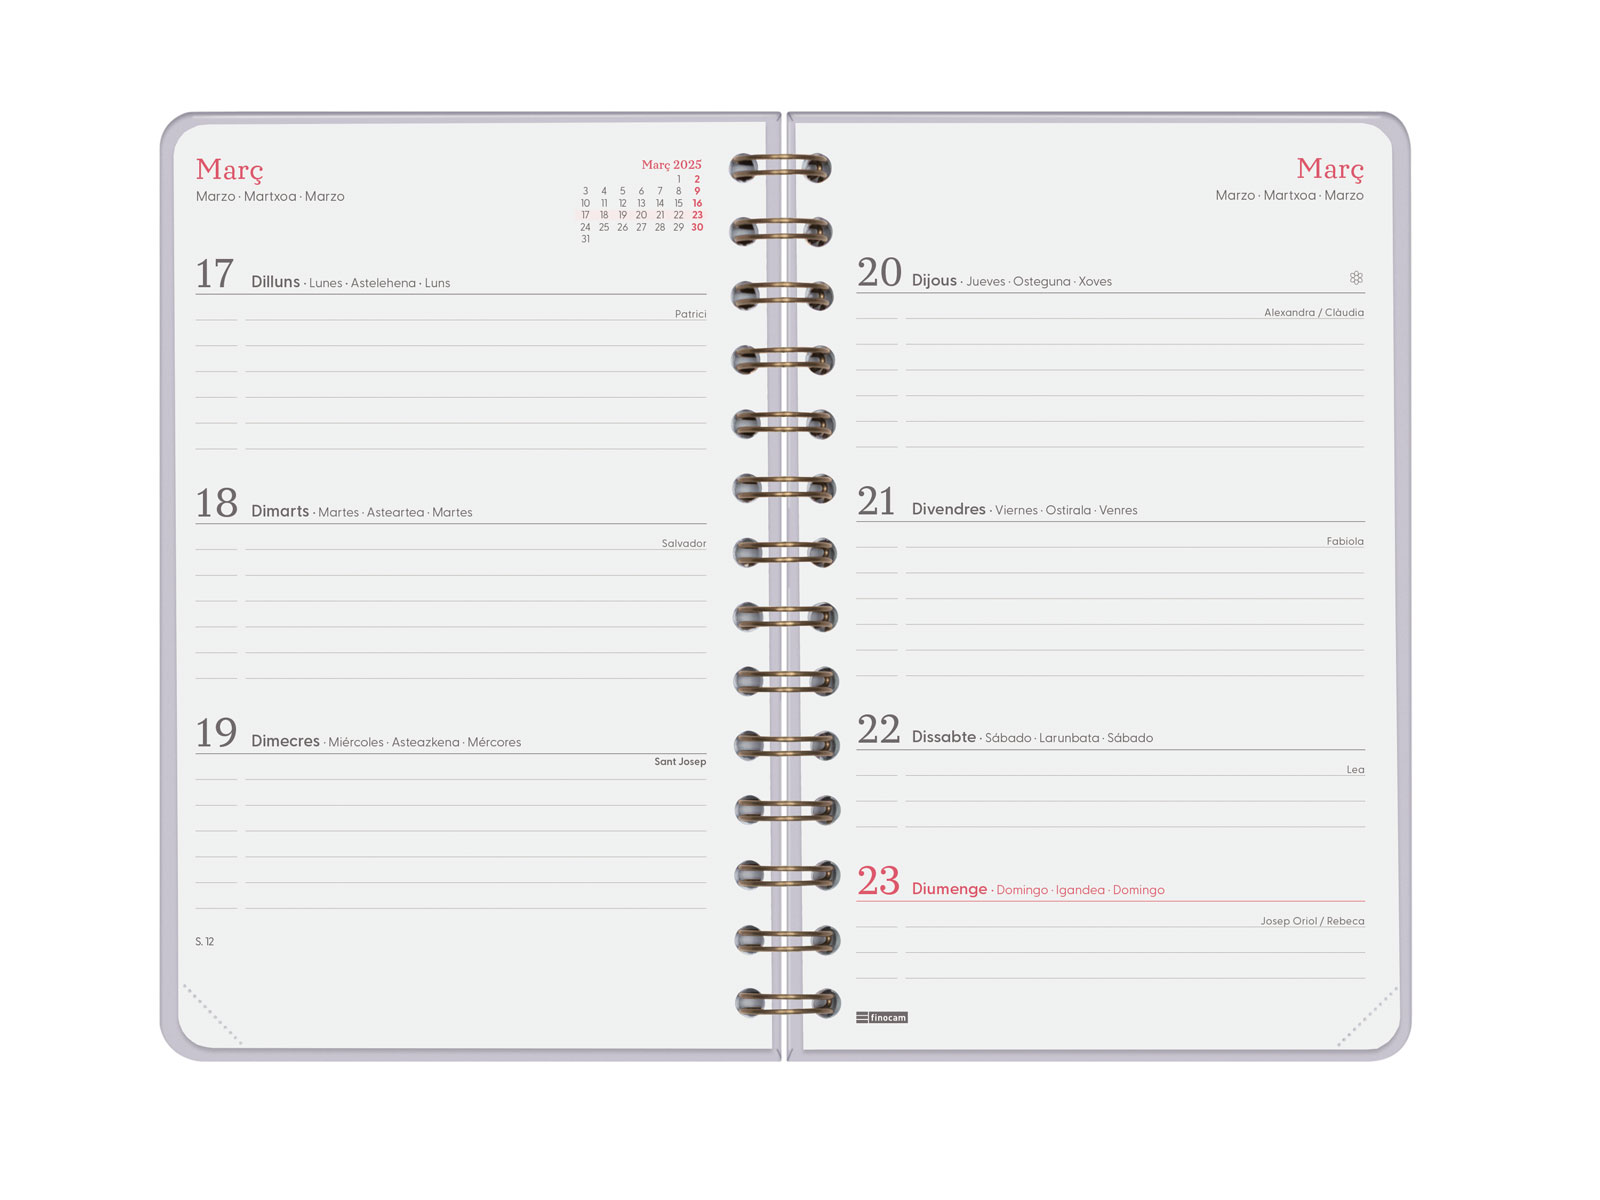 Març
Marzo · Martxoa · Marzo
Març 2025
1 2
3 4 5 6 7 8 9
10 11 12 13 14 15 16
17 18 19 20 21 22 23
24 25 26 27 28 29 30
31
17 Dilluns · Lunes · Astelehena · Luns
Patrici
18 Dimarts · Martes · Asteartea · Martes
Salvador
19 Dimecres · Miércoles · Asteazkena · Mércores
Sant Josep
S. 12
Març
Marzo · Martxoa · Marzo
20 Dijous · Jueves · Osteguna · Xoves
Alexandra / Clàudia
21 Divendres · Viernes · Ostirala · Venres
Fabiola
22 Dissabte · Sábado · Larunbata · Sábado
Lea
23 Diumenge · Domingo · Igandea · Domingo
Josep Oriol / Rebeca
finocam